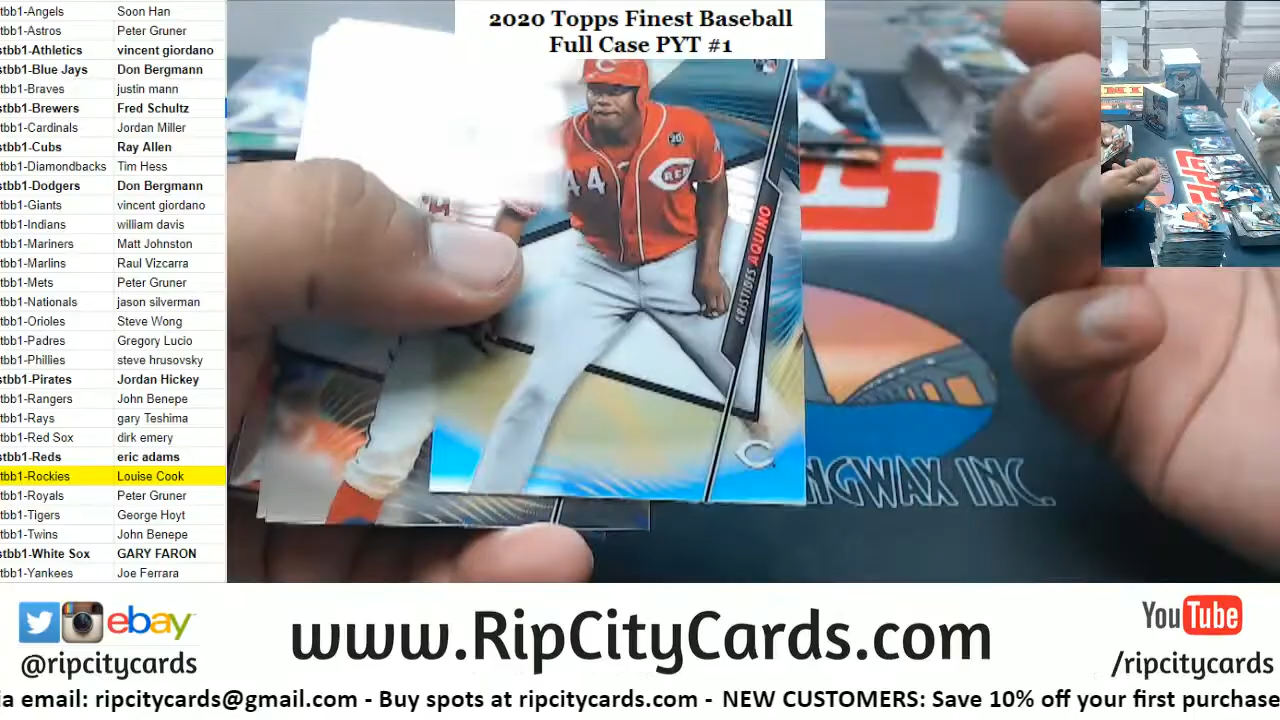 2020 Topps Finest Baseball
Full Case PYT #1
tbb1-Angels Soon Han
tbb1-Astros Peter Gruner
stbb1-Athletics vincent giordano
stbb1-Blue Jays Don Bergmann
tbb1-Braves justin mann
stbb1-Brewers Fred Schultz
tbb1-Cardinals Jordan Miller
stbb1-Cubs Ray Allen
tbb1-Diamondbacks Tim Hess
stbb1-Dodgers Don Bergmann
tbb1-Giants vincent giordano
tbb1-Indians william davis
tbb1-Mariners Matt Johnston
tbb1-Marlins Raul Vizcarra
tbb1-Mets Peter Gruner
tbb1-Nationals jason silverman
tbb1-Orioles Steve Wong
tbb1-Padres Gregory Lucio
tbb1-Phillies steve hrusovsky
stbb1-Pirates Jordan Hickey
tbb1-Rangers John Benepe
tbb1-Rays gary Teshima
tbb1-Red Sox dirk emery
stbb1-Reds eric adams
tbb1-Rockies Louise Cook
tbb1-Royals Peter Gruner
tbb1-Tigers George Hoyt
tbb1-Twins John Benepe
stbb1-White Sox GARY FARON
tbb1-Yankees Joe Ferrara
44
REDS
ARISTIDES AQUINO
NGWAX INC.
ebay
@ripcitycards
www.RipCityCards.com
YouTube
/ripcitycards
ia email: ripcitycards@gmail.com - Buy spots at ripcitycards.com - NEW CUSTOMERS: Save 10% off your first purchase